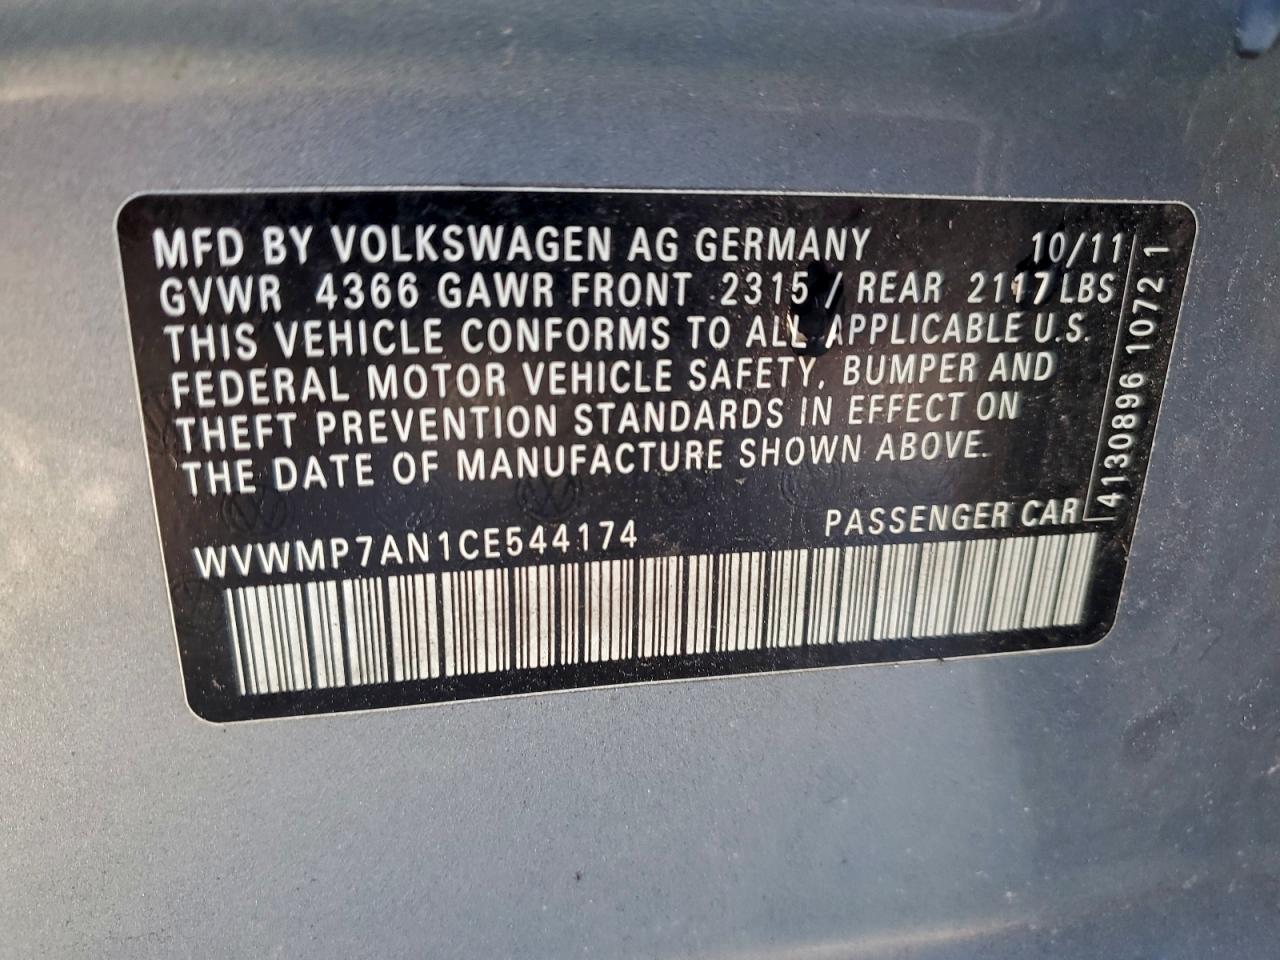 MFD BY VOLKSWAGEN AG GERMANY 10/11
GVWR 4366 GAWR FRONT 2315 / REAR 2117 LBS
THIS VEHICLE CONFORMS TO ALL APPLICABLE U.S.
FEDERAL MOTOR VEHICLE SAFETY, BUMPER AND
THEFT PREVENTION STANDARDS IN EFFECT ON
THE DATE OF MANUFACTURE SHOWN ABOVE.
WVWMP7AN1CE544174 PASSENGER CAR
4130896 1072 1